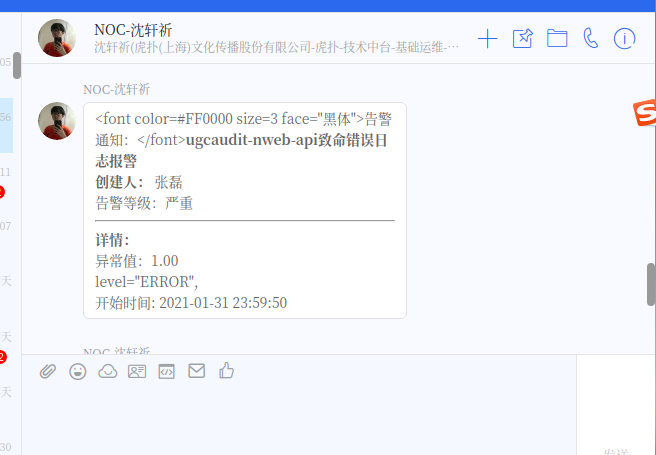 NOC-沈轩祈
沈轩祈(虎扑(上海)文化传播股份有限公司-虎扑-技术中台-基础运维-···
05
56
11
07
天
天
2
天
30
NOC-沈轩祈
<font color=#FF0000 size=3 face="黑体">告警
通知：</font>ugcaudit-nweb-api致命错误日
志报警
创建人： 张磊
告警等级：严重
详情：
异常值：1.00
level="ERROR",
开始时间: 2021-01-31 23:59:50
NOC-沈轩祈
发送